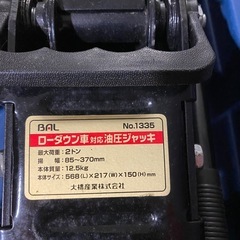 BAL No.1335
ローダウン車対応油圧ジャッキ
最大荷重:2トン
揚　幅:85〜370mm
本体質量:12.5kg
本体サイズ:568(L)×217(W)×150(H)mm
大橋産業株式会社